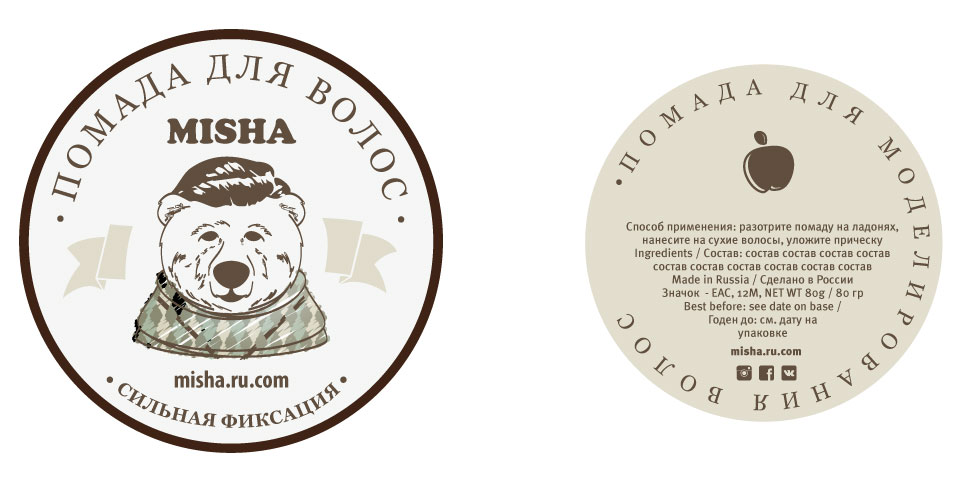 ПОМАДА ДЛЯ ВОЛОС
MISHA
misha.ru.com
СИЛЬНАЯ ФИКСАЦИЯ
ПОМАДА ДЛЯ МОДЕЛИРОВАНИЯ ВОЛОС
Способ применения: разотрите помаду на ладонях,
нанесите на сухие волосы, уложите прическу
Ingredients / Состав: состав состав состав состав
состав состав состав состав состав состав
Made in Russia / Сделано в России
Значок - EAC, 12M, NET WT 80g / 80 гр
Best before: see date on base /
Годен до: см. дату на
упаковке
misha.ru.com